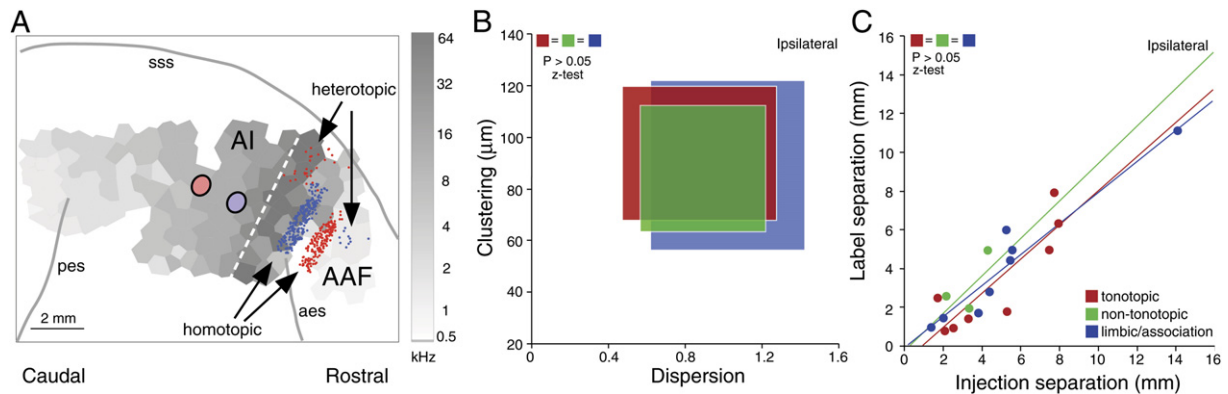 A
sss
heterotopic
AI
AAF
pes
aes
homotopic
2 mm
64
32
16
8
4
2
1
0.5
kHz
Caudal
Rostral
B
= =
P > 0.05
z-test
Ipsilateral
Clustering (µm)
140
120
100
80
60
40
20
0
0.4
0.8
1.2
1.6
Dispersion
C
= =
P > 0.05
z-test
Ipsilateral
Label separation (mm)
16
14
12
10
8
6
4
2
0
0
2
4
6
8
10
12
14
16
tonotopic
non-tonotopic
limbic/association
Injection separation (mm)